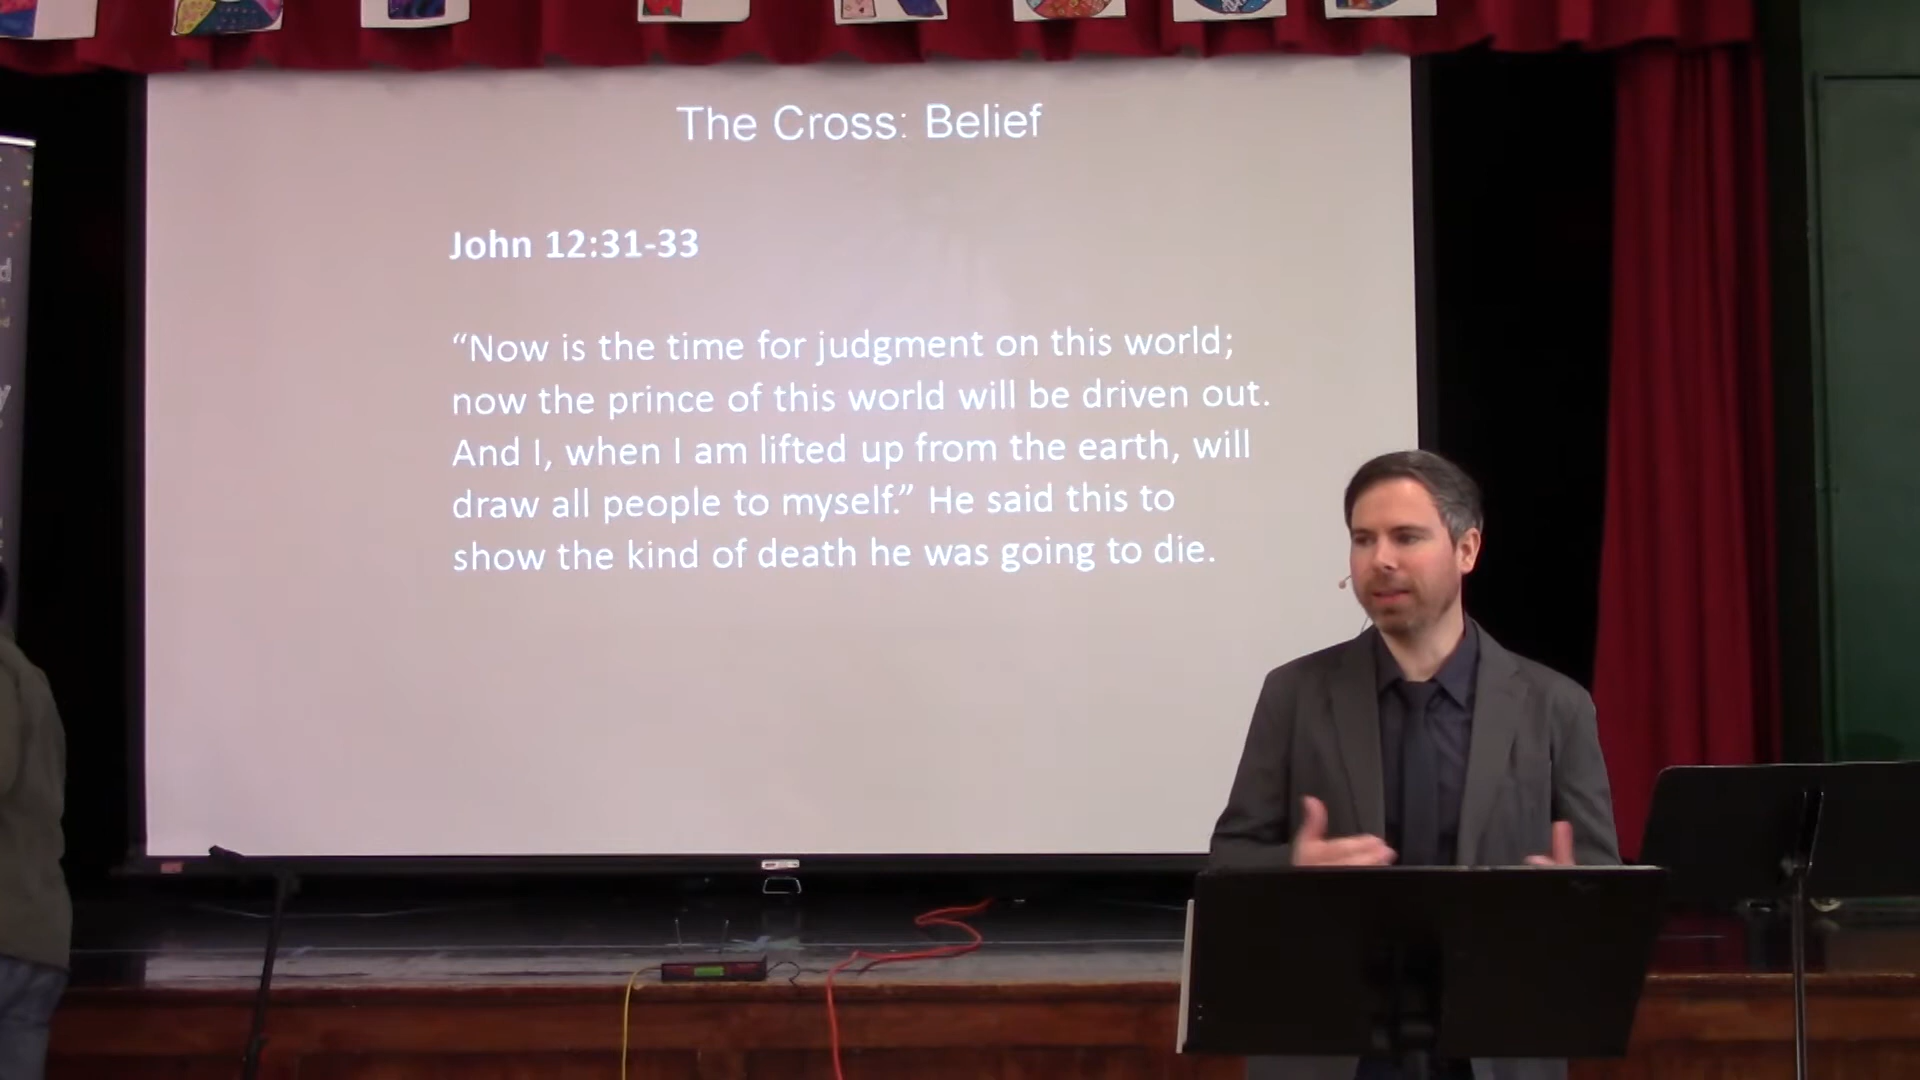 The Cross: Belief
John 12:31-33
“Now is the time for judgment on this world;
now the prince of this world will be driven out.
And I, when I am lifted up from the earth, will
draw all people to myself.” He said this to
show the kind of death he was going to die.